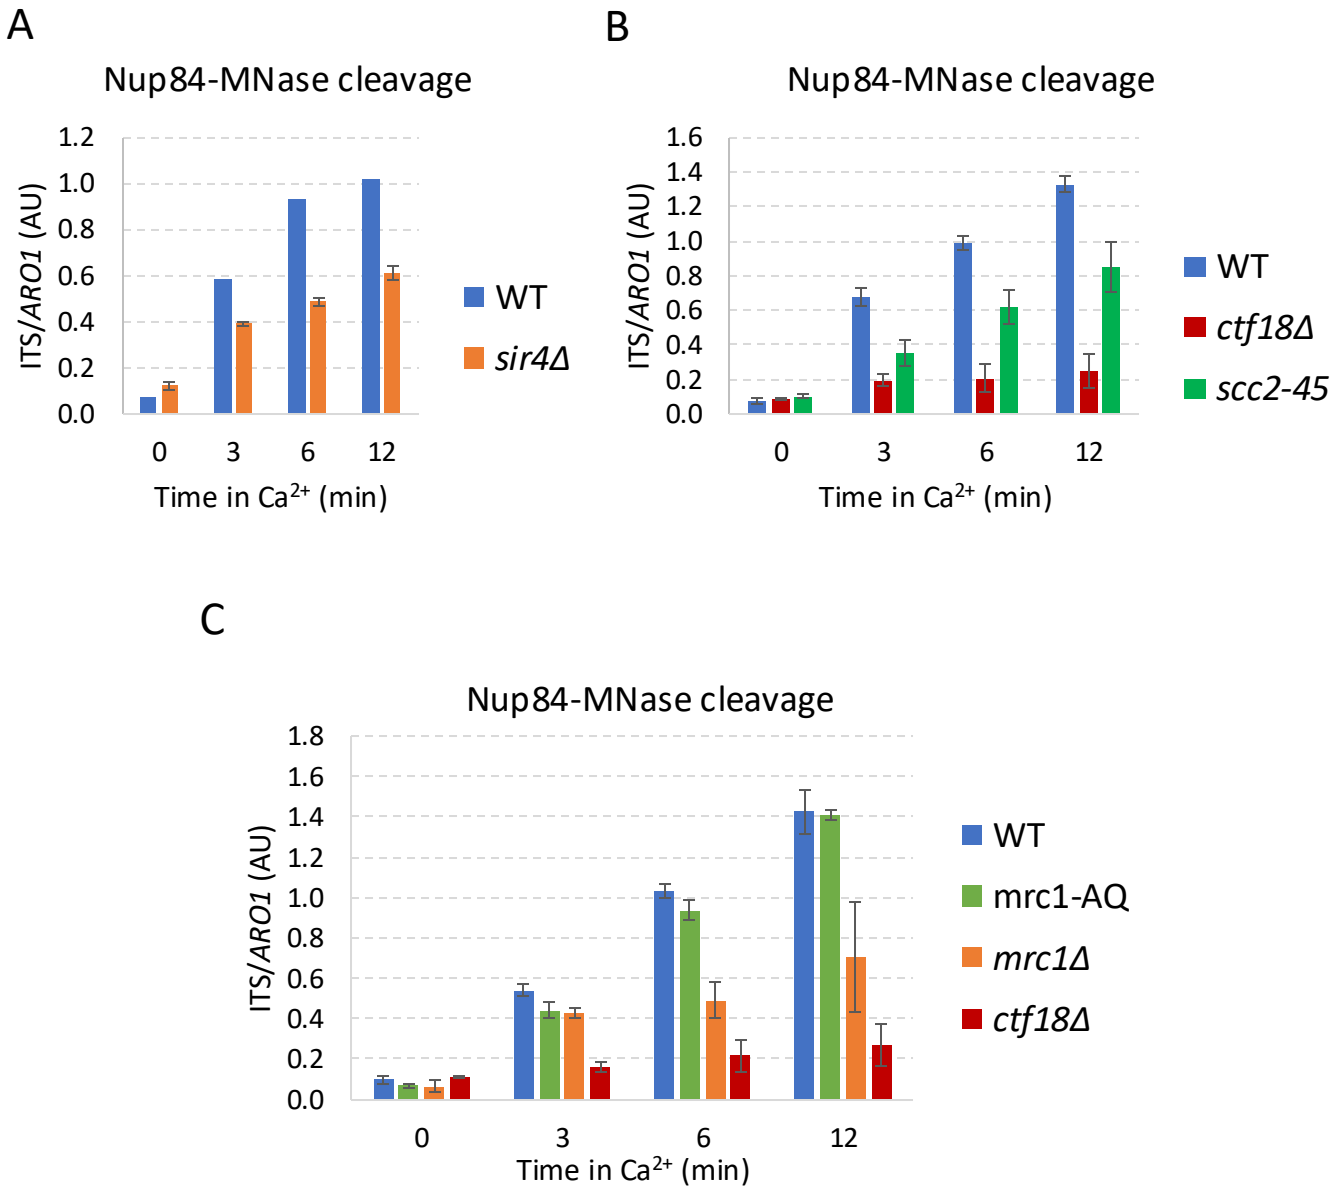 A
Nup84-MNase cleavage
ITS/ARO1 (AU)
1.2
1.0
0.8
0.6
0.4
0.2
0.0
0 3 6 12
Time in Ca²⁺ (min)
WT
sir4Δ
B
Nup84-MNase cleavage
ITS/ARO1 (AU)
1.6
1.4
1.2
1.0
0.8
0.6
0.4
0.2
0.0
0 3 6 12
Time in Ca²⁺ (min)
WT
ctf18Δ
scc2-45
C
Nup84-MNase cleavage
ITS/ARO1 (AU)
1.8
1.6
1.4
1.2
1.0
0.8
0.6
0.4
0.2
0.0
0 3 6 12
Time in Ca²⁺ (min)
WT
mrc1-AQ
mrc1Δ
ctf18Δ